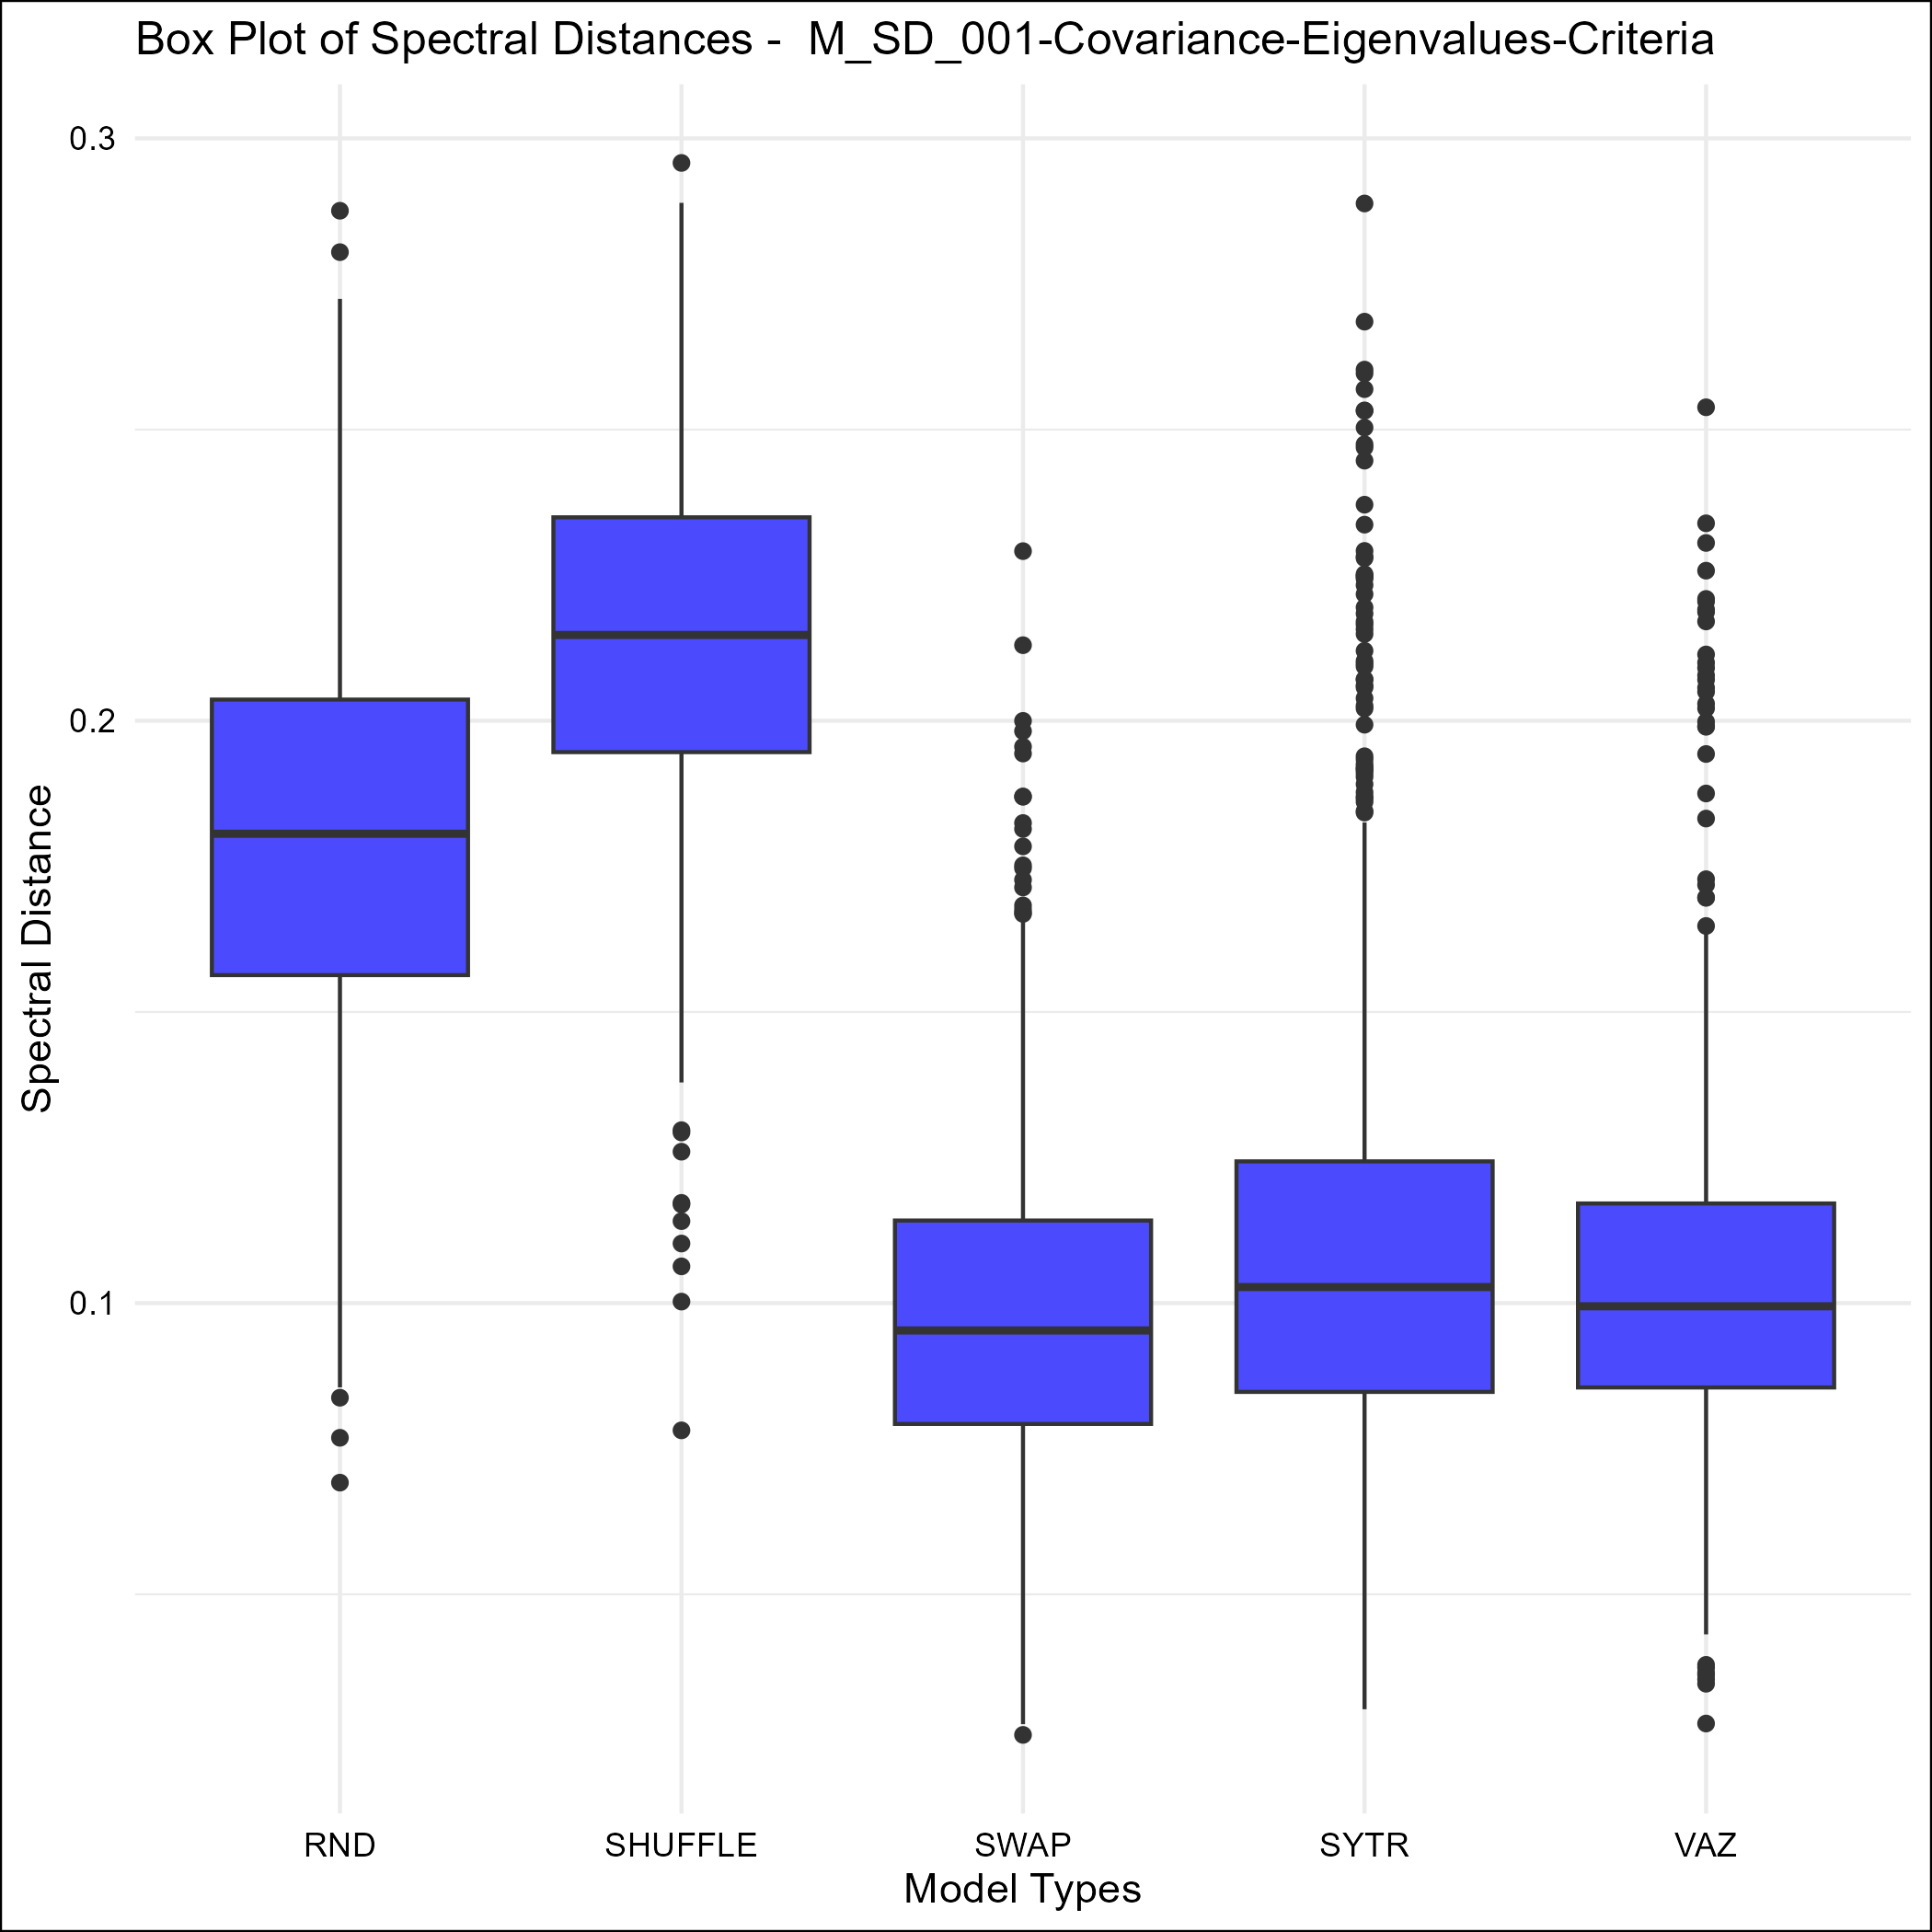 Box Plot of Spectral Distances -  M_SD_001-Covariance-Eigenvalues-Criteria
0.3
0.2
0.1
Spectral Distance
RND SHUFFLE SWAP SYTR VAZ
Model Types